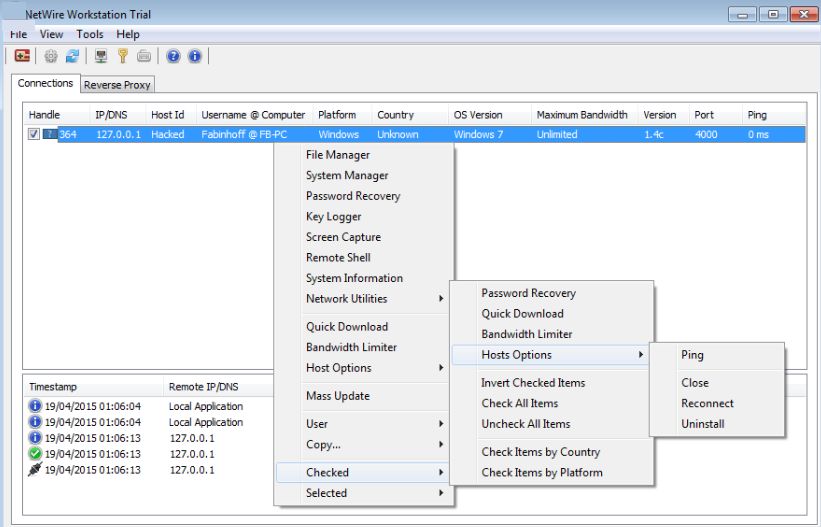 NetWire Workstation Trial
File View Tools Help
Connections Reverse Proxy
Handle IP/DNS Host Id Username @ Computer Platform Country OS Version Maximum Bandwidth Version Port Ping
364 127.0.0.1 Hacked Fabinhoff @ FB-PC Windows Unknown Windows 7 Unlimited 1.4c 4000 0 ms
File Manager
System Manager
Password Recovery
Key Logger
Screen Capture
Remote Shell
System Information
Network Utilities
Quick Download
Bandwidth Limiter
Host Options
Mass Update
User
Copy...
Checked
Selected
Password Recovery
Quick Download
Bandwidth Limiter
Hosts Options
Invert Checked Items
Check All Items
Uncheck All Items
Check Items by Country
Check Items by Platform
Ping
Close
Reconnect
Uninstall
Timestamp Remote IP/DNS
19/04/2015 01:06:04 Local Application
19/04/2015 01:06:04 Local Application
19/04/2015 01:06:13 127.0.0.1
19/04/2015 01:06:13 127.0.0.1
19/04/2015 01:06:13 127.0.0.1